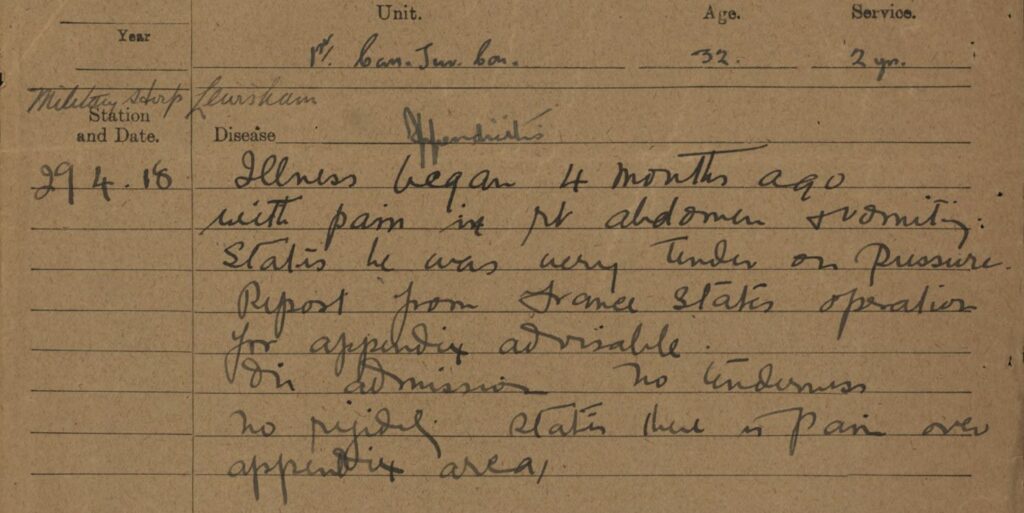 Unit. Age. Service.
Year
1st. Can. Tun. Con. 32. 2 yrs.
Military Hosp Lewisham
Station
and Date. Disease Appendicitis
29 4. 18 Illness began 4 months ago
with pain in rt abdomen & vomiting.
States he was very tender on pressure.
Report from France states operation
for appendix advisable.
On admission no tenderness
no rigidity. States there is pain over
appendix area,